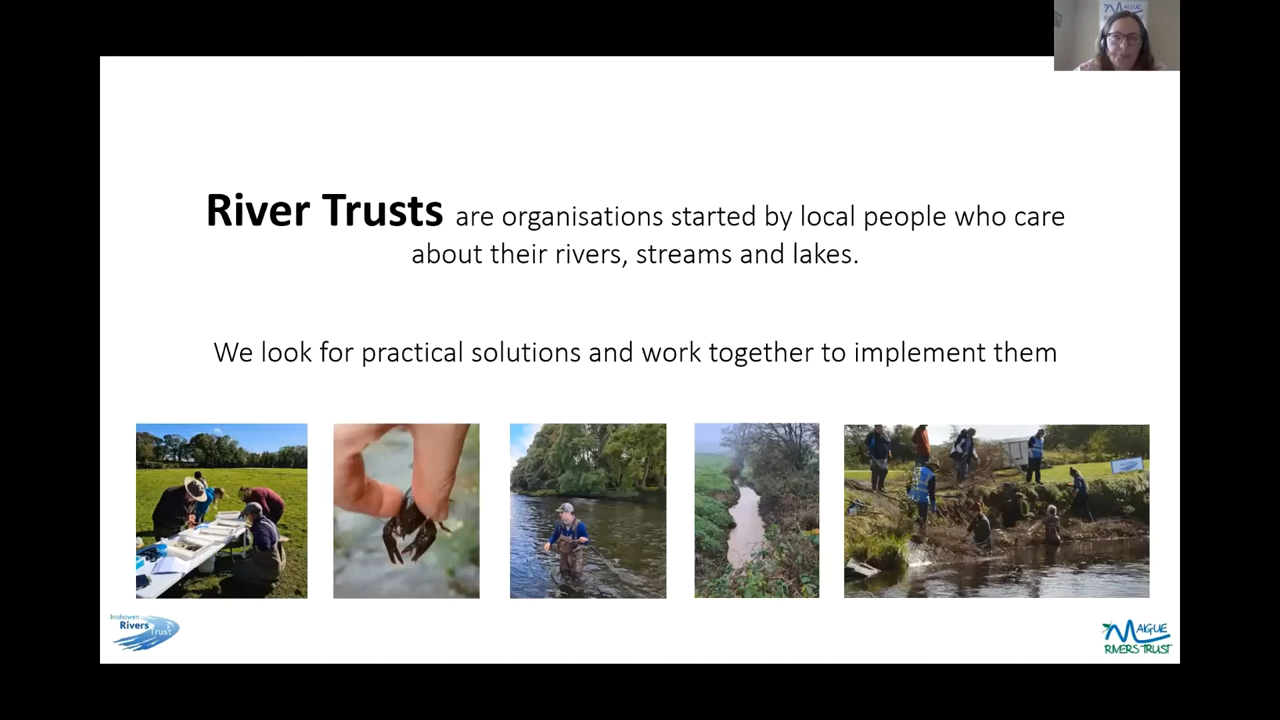 MAIGUE
River Trusts are organisations started by local people who care
about their rivers, streams and lakes.
We look for practical solutions and work together to implement them
Inishowen
Rivers
Trust
MAIGUE
RIVERS TRUST